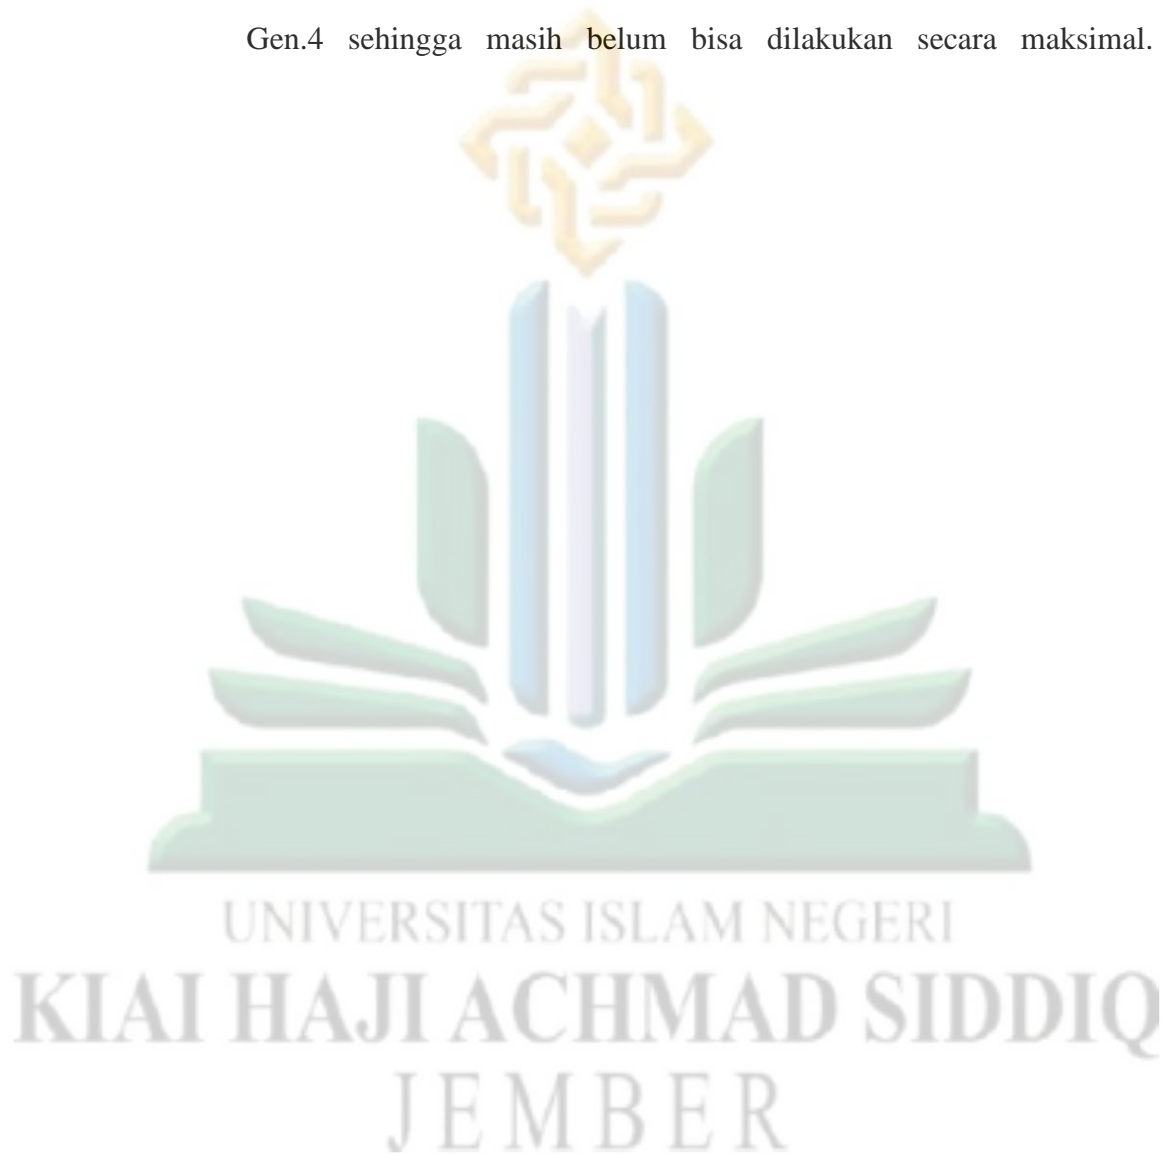 Gen.4 sehingga masih belum bisa dilakukan secara maksimal.
UNIVERSITAS ISLAM NEGERI
KIAI HAJI ACHMAD SIDDIQ
JEMBER